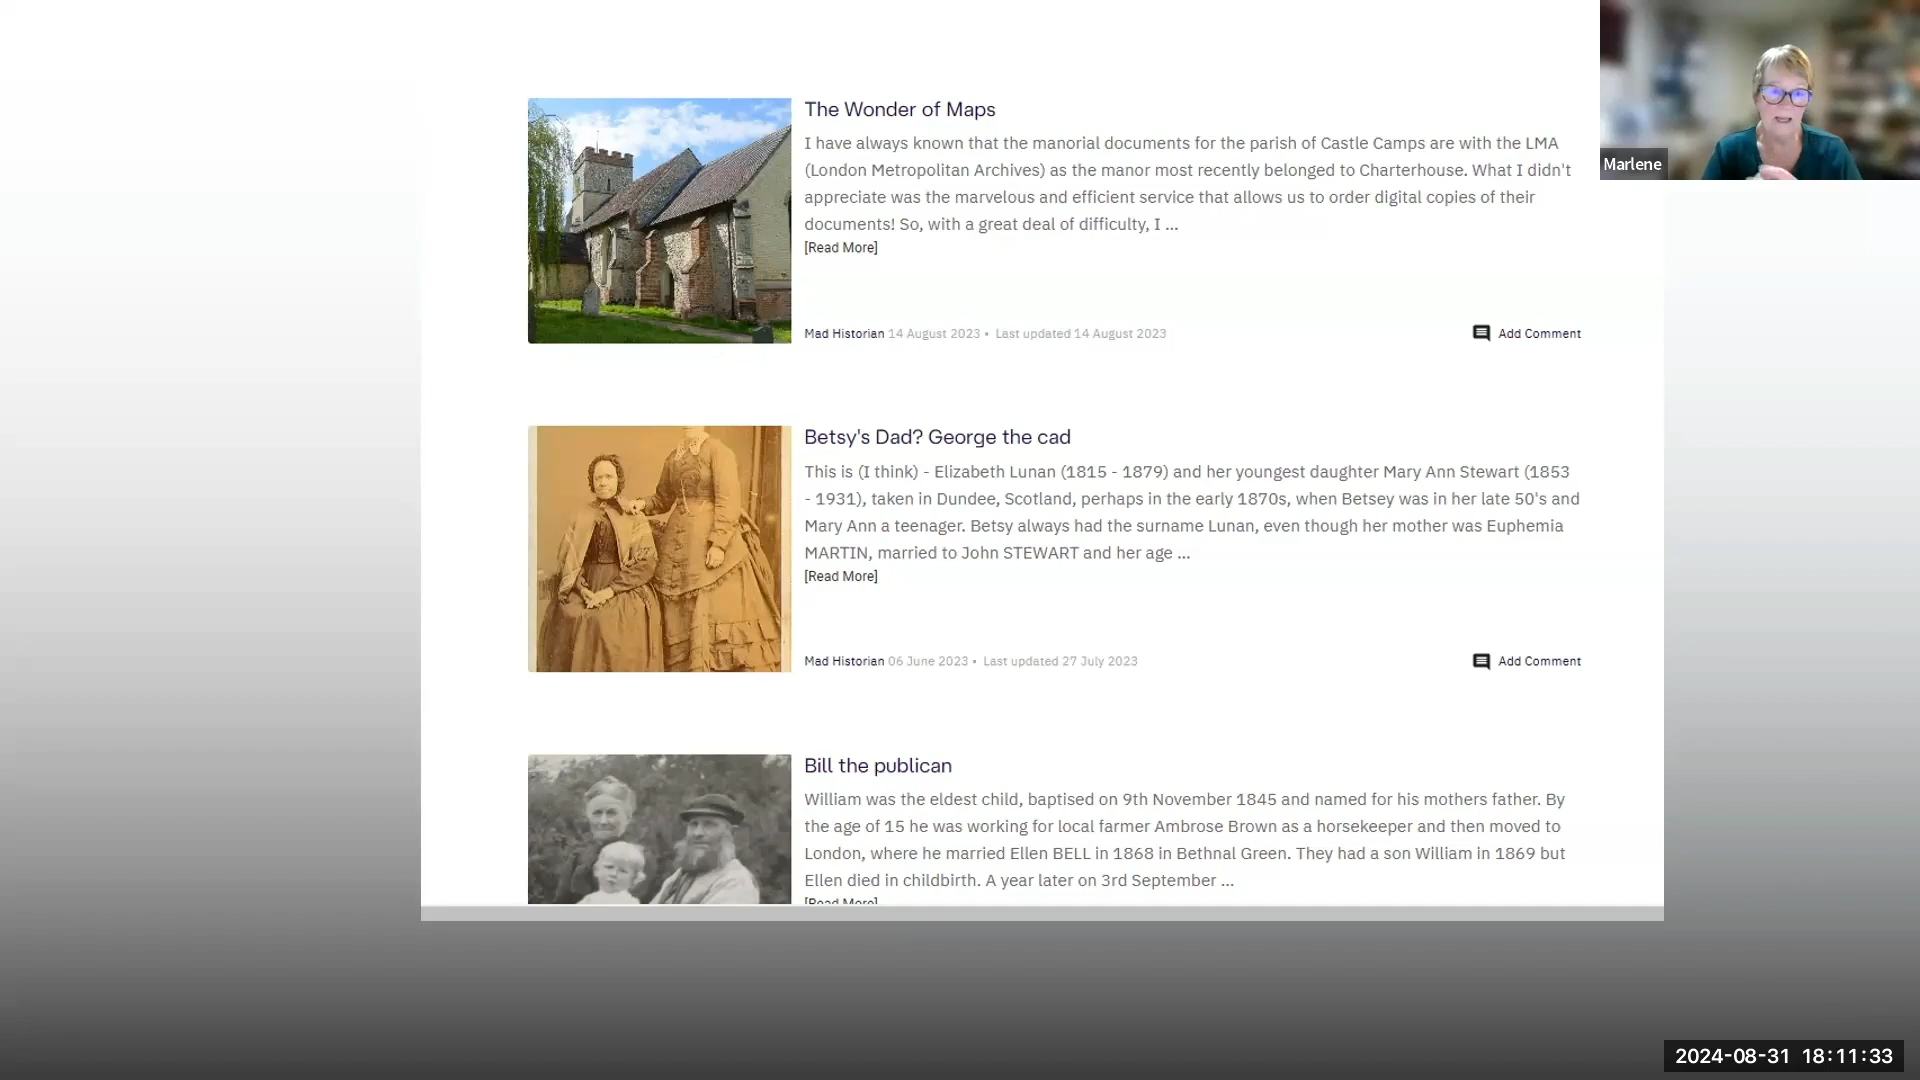 The Wonder of Maps
I have always known that the manorial documents for the parish of Castle Camps are with the LMA
(London Metropolitan Archives) as the manor most recently belonged to Charterhouse. What I didn't
appreciate was the marvelous and efficient service that allows us to order digital copies of their
documents! So, with a great deal of difficulty, I ...
[Read More]
Mad Historian 14 August 2023 • Last updated 14 August 2023
Add Comment
Marlene
Betsy's Dad? George the cad
This is (I think) - Elizabeth Lunan (1815 - 1879) and her youngest daughter Mary Ann Stewart (1853
- 1931), taken in Dundee, Scotland, perhaps in the early 1870s, when Betsey was in her late 50's and
Mary Ann a teenager. Betsy always had the surname Lunan, even though her mother was Euphemia
MARTIN, married to John STEWART and her age ...
[Read More]
Mad Historian 06 June 2023 • Last updated 27 July 2023
Add Comment
Bill the publican
William was the eldest child, baptised on 9th November 1845 and named for his mothers father. By
the age of 15 he was working for local farmer Ambrose Brown as a horsekeeper and then moved to
London, where he married Ellen BELL in 1868 in Bethnal Green. They had a son William in 1869 but
Ellen died in childbirth. A year later on 3rd September ...
[Read More]
2024-08-31 18:11:33